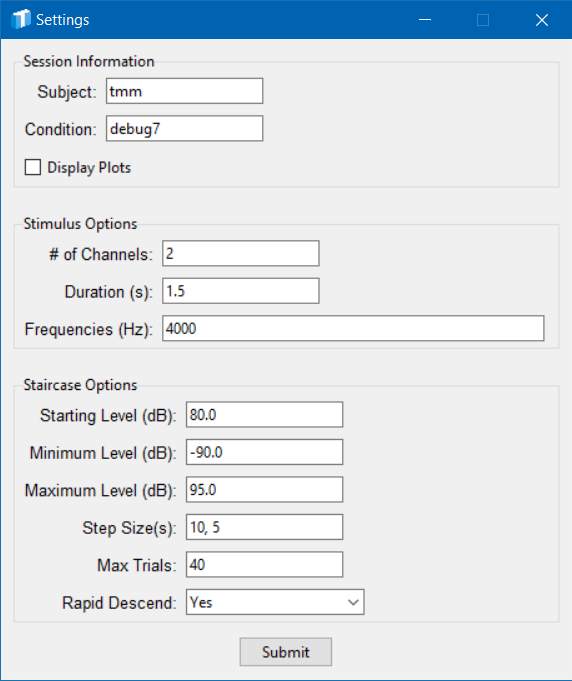 Settings
Session Information
Subject: tmm
Condition: debug7
Display Plots
Stimulus Options
# of Channels: 2
Duration (s): 1.5
Frequencies (Hz): 4000
Staircase Options
Starting Level (dB): 80.0
Minimum Level (dB): -90.0
Maximum Level (dB): 95.0
Step Size(s): 10, 5
Max Trials: 40
Rapid Descend: Yes
Submit